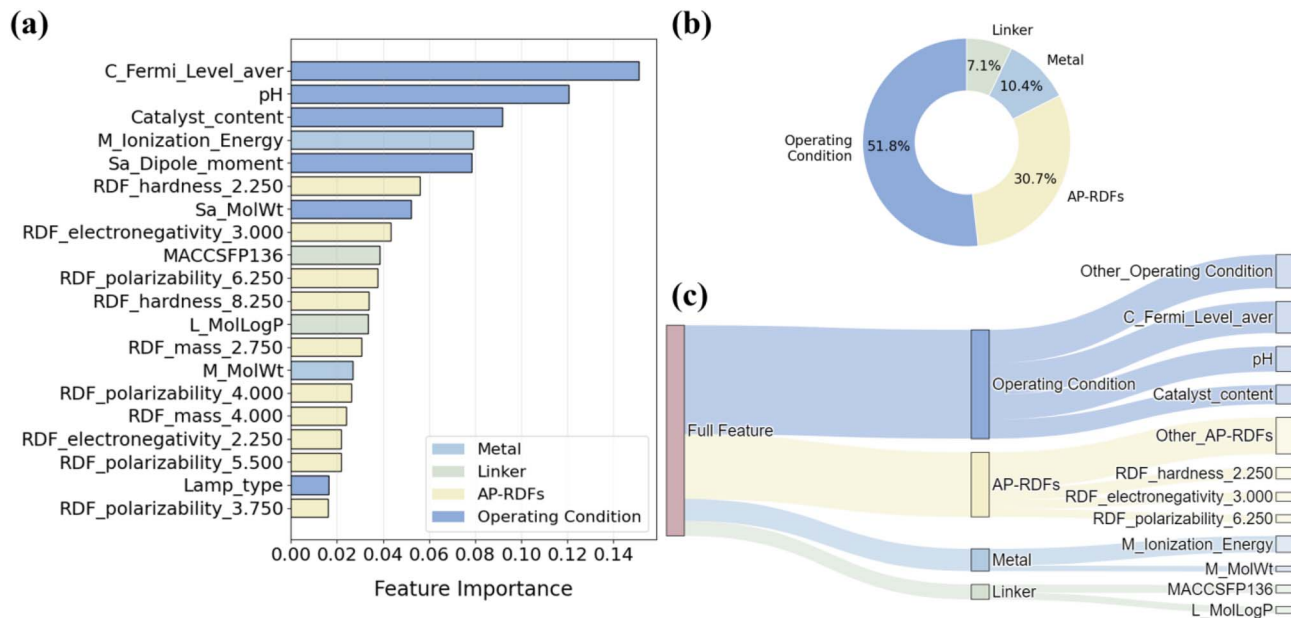 (a)
C_Fermi_Level_aver
pH
Catalyst_content
M_Ionization_Energy
Sa_Dipole_moment
RDF_hardness_2.250
Sa_MolWt
RDF_electronegativity_3.000
MACCSFP136
RDF_polarizability_6.250
RDF_hardness_8.250
L_MolLogP
RDF_mass_2.750
M_MolWt
RDF_polarizability_4.000
RDF_mass_4.000
RDF_electronegativity_2.250
RDF_polarizability_5.500
Lamp_type
RDF_polarizability_3.750
Metal
Linker
AP-RDFs
Operating Condition
0.00 0.02 0.04 0.06 0.08 0.10 0.12 0.14
Feature Importance
(b)
Linker
7.1%
Metal
10.4%
Operating
Condition
51.8%
30.7%
AP-RDFs
(c)
Full Feature
Operating Condition
AP-RDFs
Metal
Linker
Other_Operating Condition
C_Fermi_Level_aver
pH
Catalyst_content
Other_AP-RDFs
RDF_hardness_2.250
RDF_electronegativity_3.000
RDF_polarizability_6.250
M_Ionization_Energy
M_MolWt
MACCSFP136
L_MolLogP